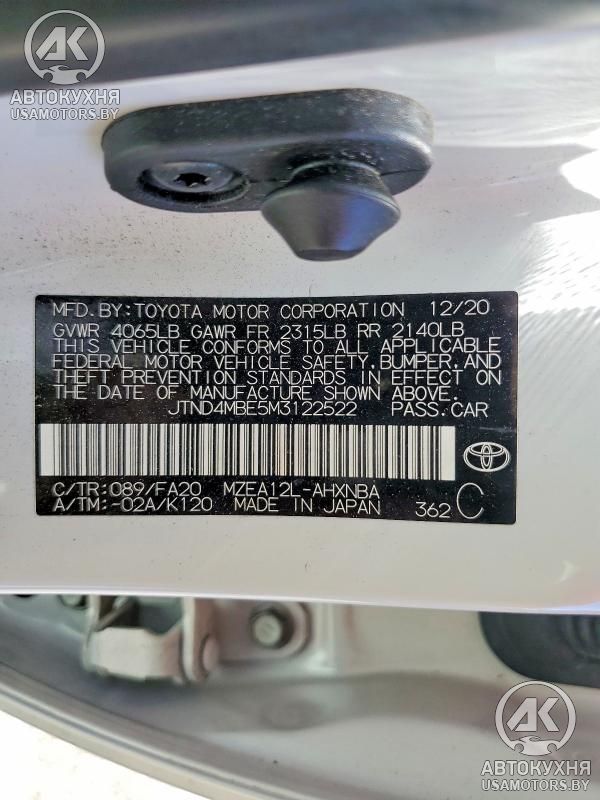 AK
АВТОКУХНЯ
USAMOTORS.BY
MFD.BY:TOYOTA MOTOR CORPORATION 12/20
GVWR 4065LB GAWR FR 2315LB RR 2140LB
THIS VEHICLE CONFORMS TO ALL APPLICABLE
FEDERAL MOTOR VEHICLE SAFETY,BUMPER,AND
THEFT PREVENTION STANDARDS IN EFFECT ON
THE DATE OF MANUFACTURE SHOWN ABOVE.
JTND4MBE5M3122522 PASS.CAR
C/TR:089/FA20 MZEA12L-AHXNBA
A/TM:-02A/K120 MADE IN JAPAN 362 C
AK
АВТОКУХНЯ
USAMOTORS.BY